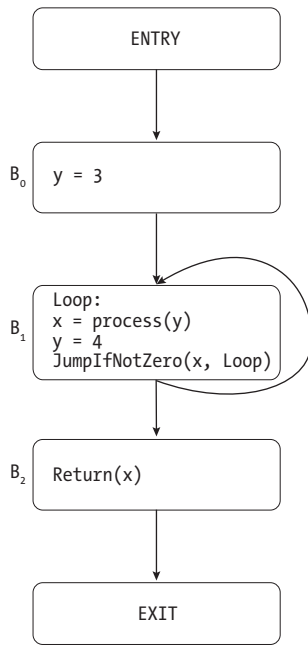 ENTRY
B₀
y = 3
B₁
Loop:
x = process(y)
y = 4
JumpIfNotZero(x, Loop)
B₂
Return(x)
EXIT